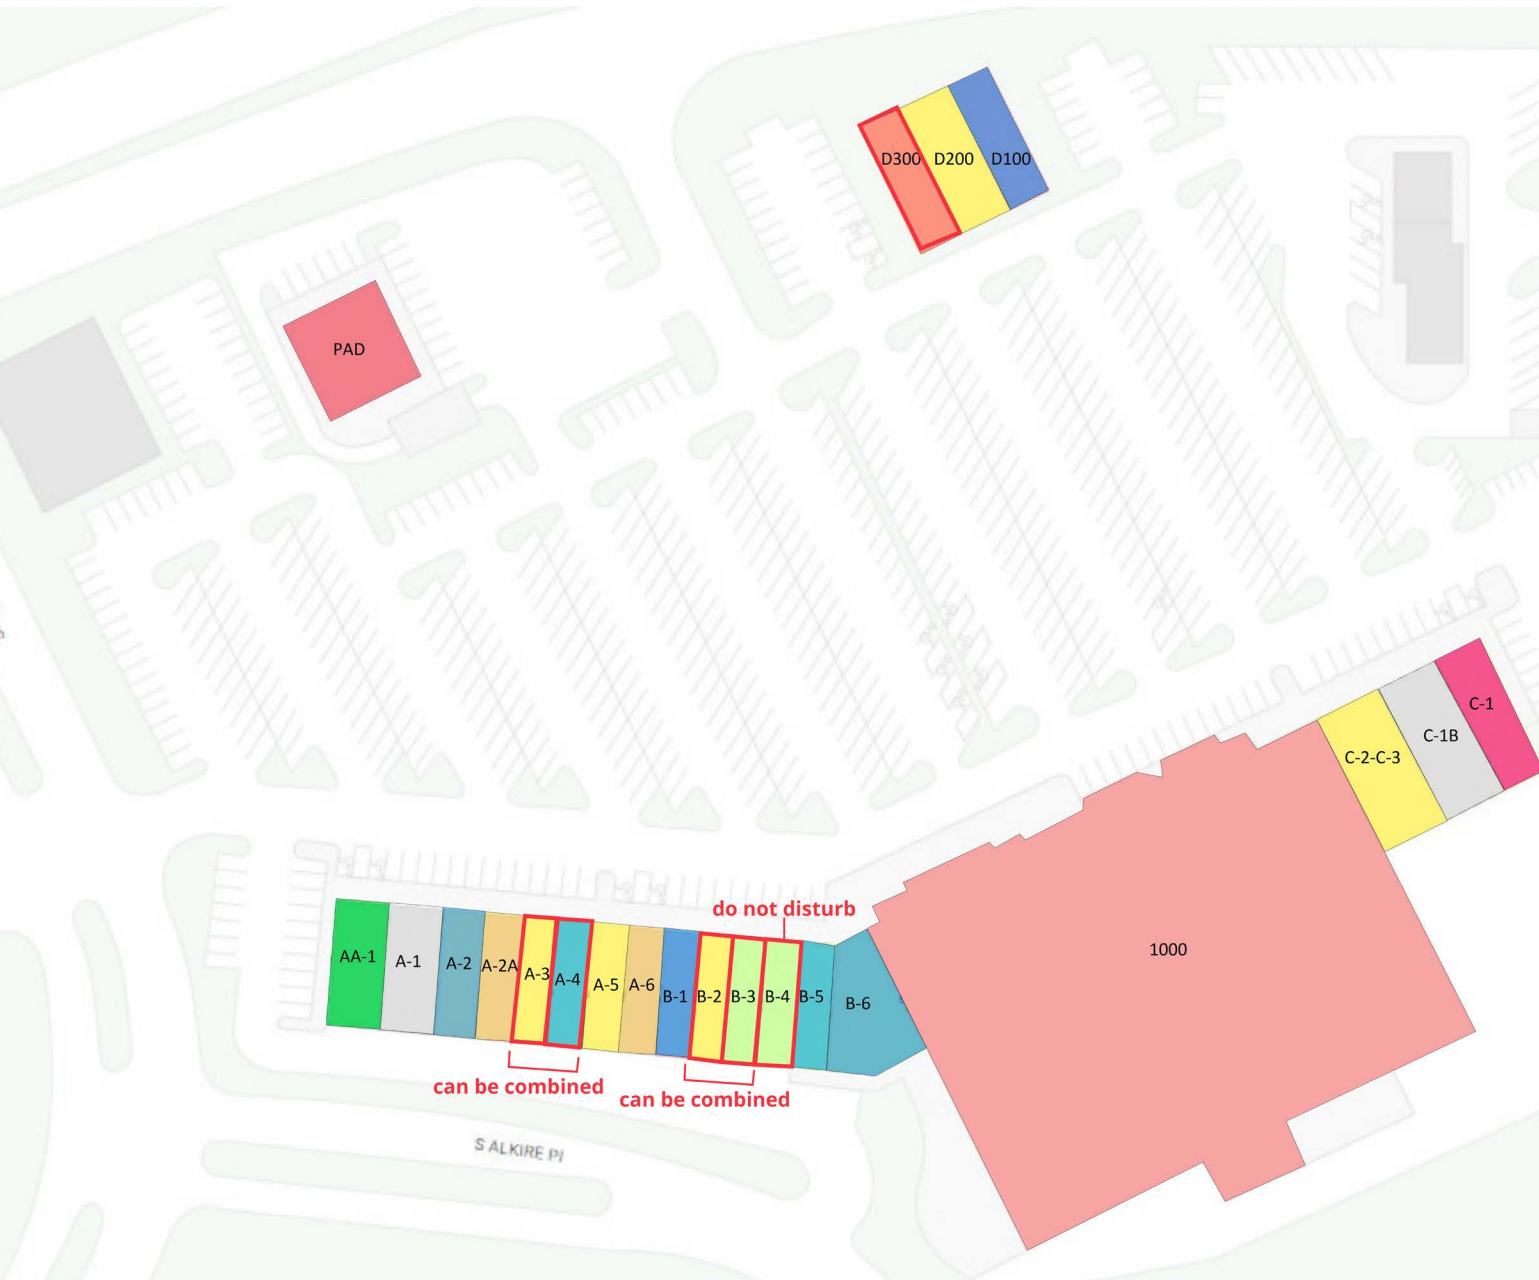 D300 D200 D100
PAD
C-1
C-1B
C-2-C-3
do not disturb
1000
AA-1 A-1 A-2 A-2A A-3 A-4 A-5 A-6 B-1 B-2 B-3 B-4 B-5 B-6
can be combined
can be combined
S ALKIRE Pl